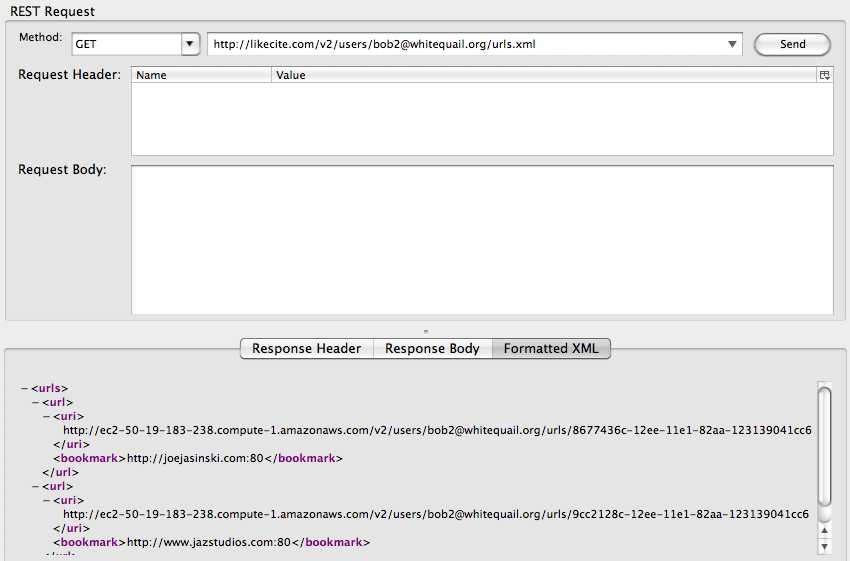 REST Request
Method: GET http://likecite.com/v2/users/bob2@whitequail.org/urls.xml Send
Request Header: Name Value
Request Body:
Response Header Response Body Formatted XML
− <urls>
− <url>
− <uri>
http://ec2-50-19-183-238.compute-1.amazonaws.com/v2/users/bob2@whitequail.org/urls/8677436c-12ee-11e1-82aa-123139041cc6
</uri>
<bookmark>http://joejasinski.com:80</bookmark>
</url>
− <url>
− <uri>
http://ec2-50-19-183-238.compute-1.amazonaws.com/v2/users/bob2@whitequail.org/urls/9cc2128c-12ee-11e1-82aa-123139041cc6
</uri>
<bookmark>http://www.jazstudios.com:80</bookmark>